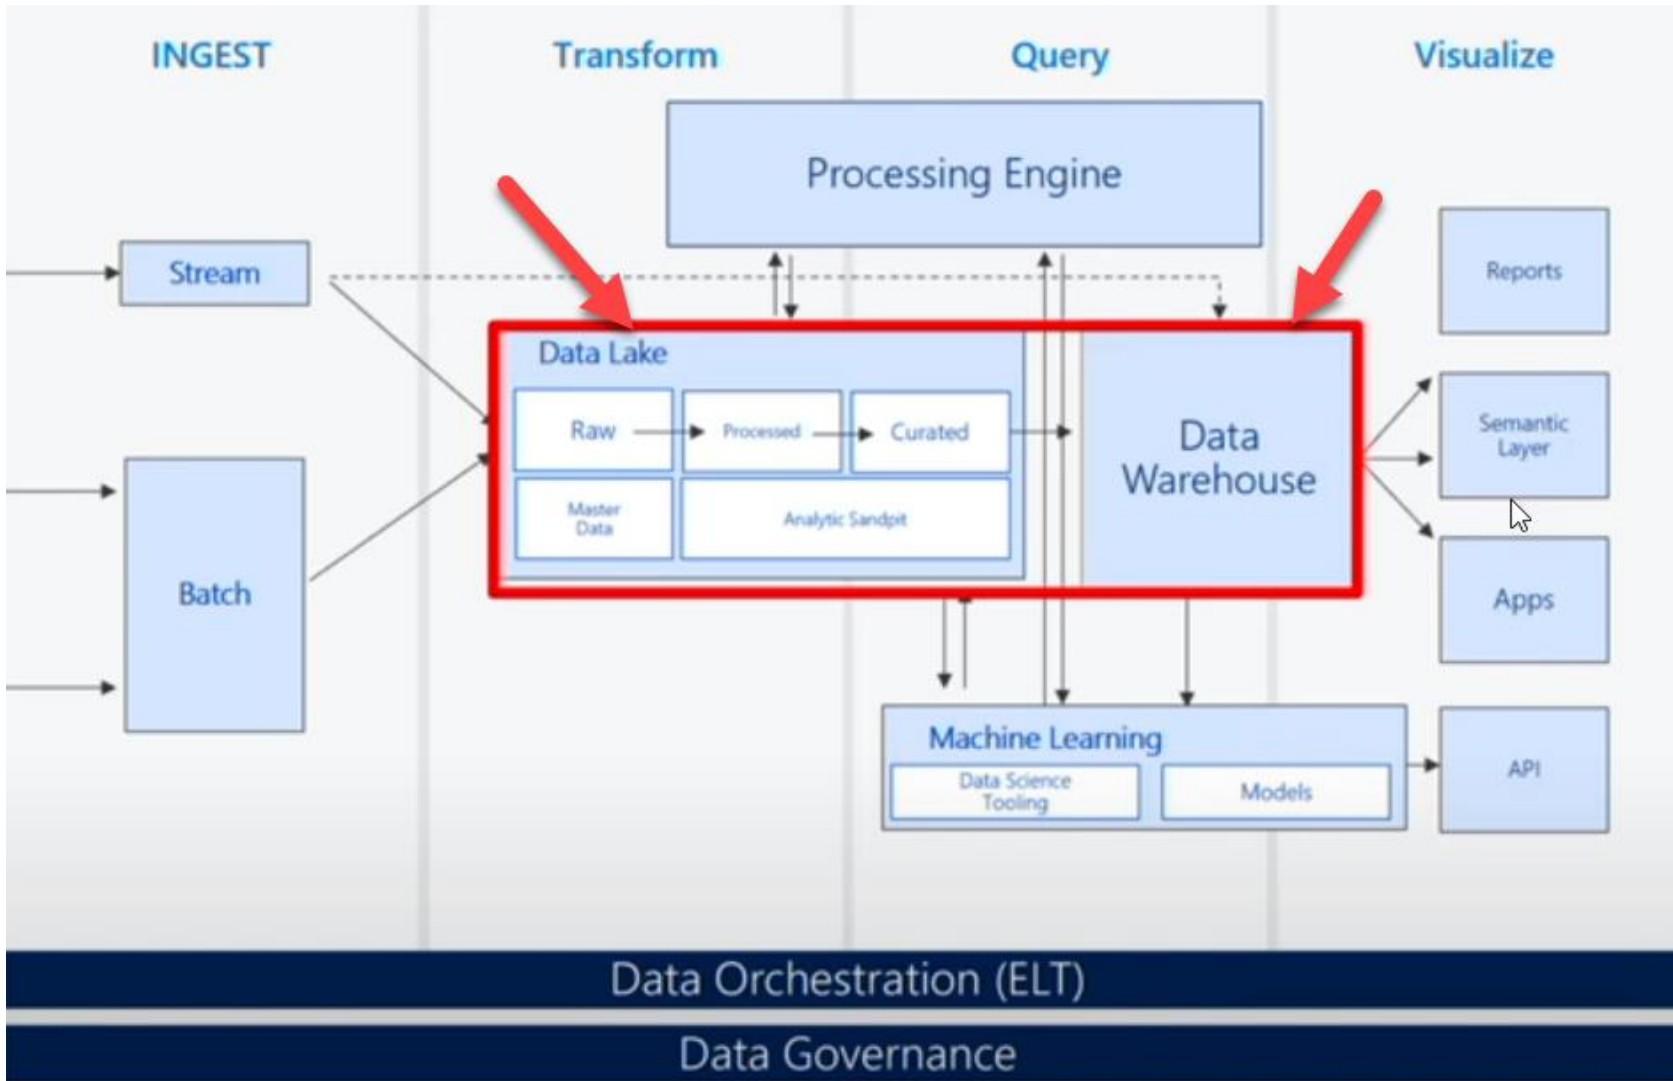 INGEST
Transform
Query
Visualize
Processing Engine
Stream
Batch
Data Lake
Raw
Processed
Curated
Master
Data
Analytic Sandpit
Data
Warehouse
Machine Learning
Data Science
Tooling
Models
Reports
Semantic
Layer
Apps
API
Data Orchestration (ELT)
Data Governance